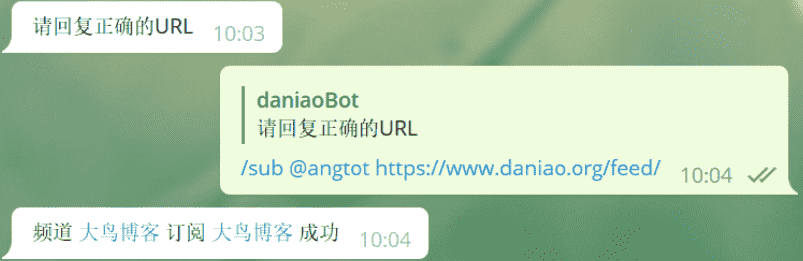 请回复正确的URL 10:03
daniaoBot
请回复正确的URL
/sub @angtot https://www.daniao.org/feed/ 10:04
频道 大鸟博客 订阅 大鸟博客 成功 10:04